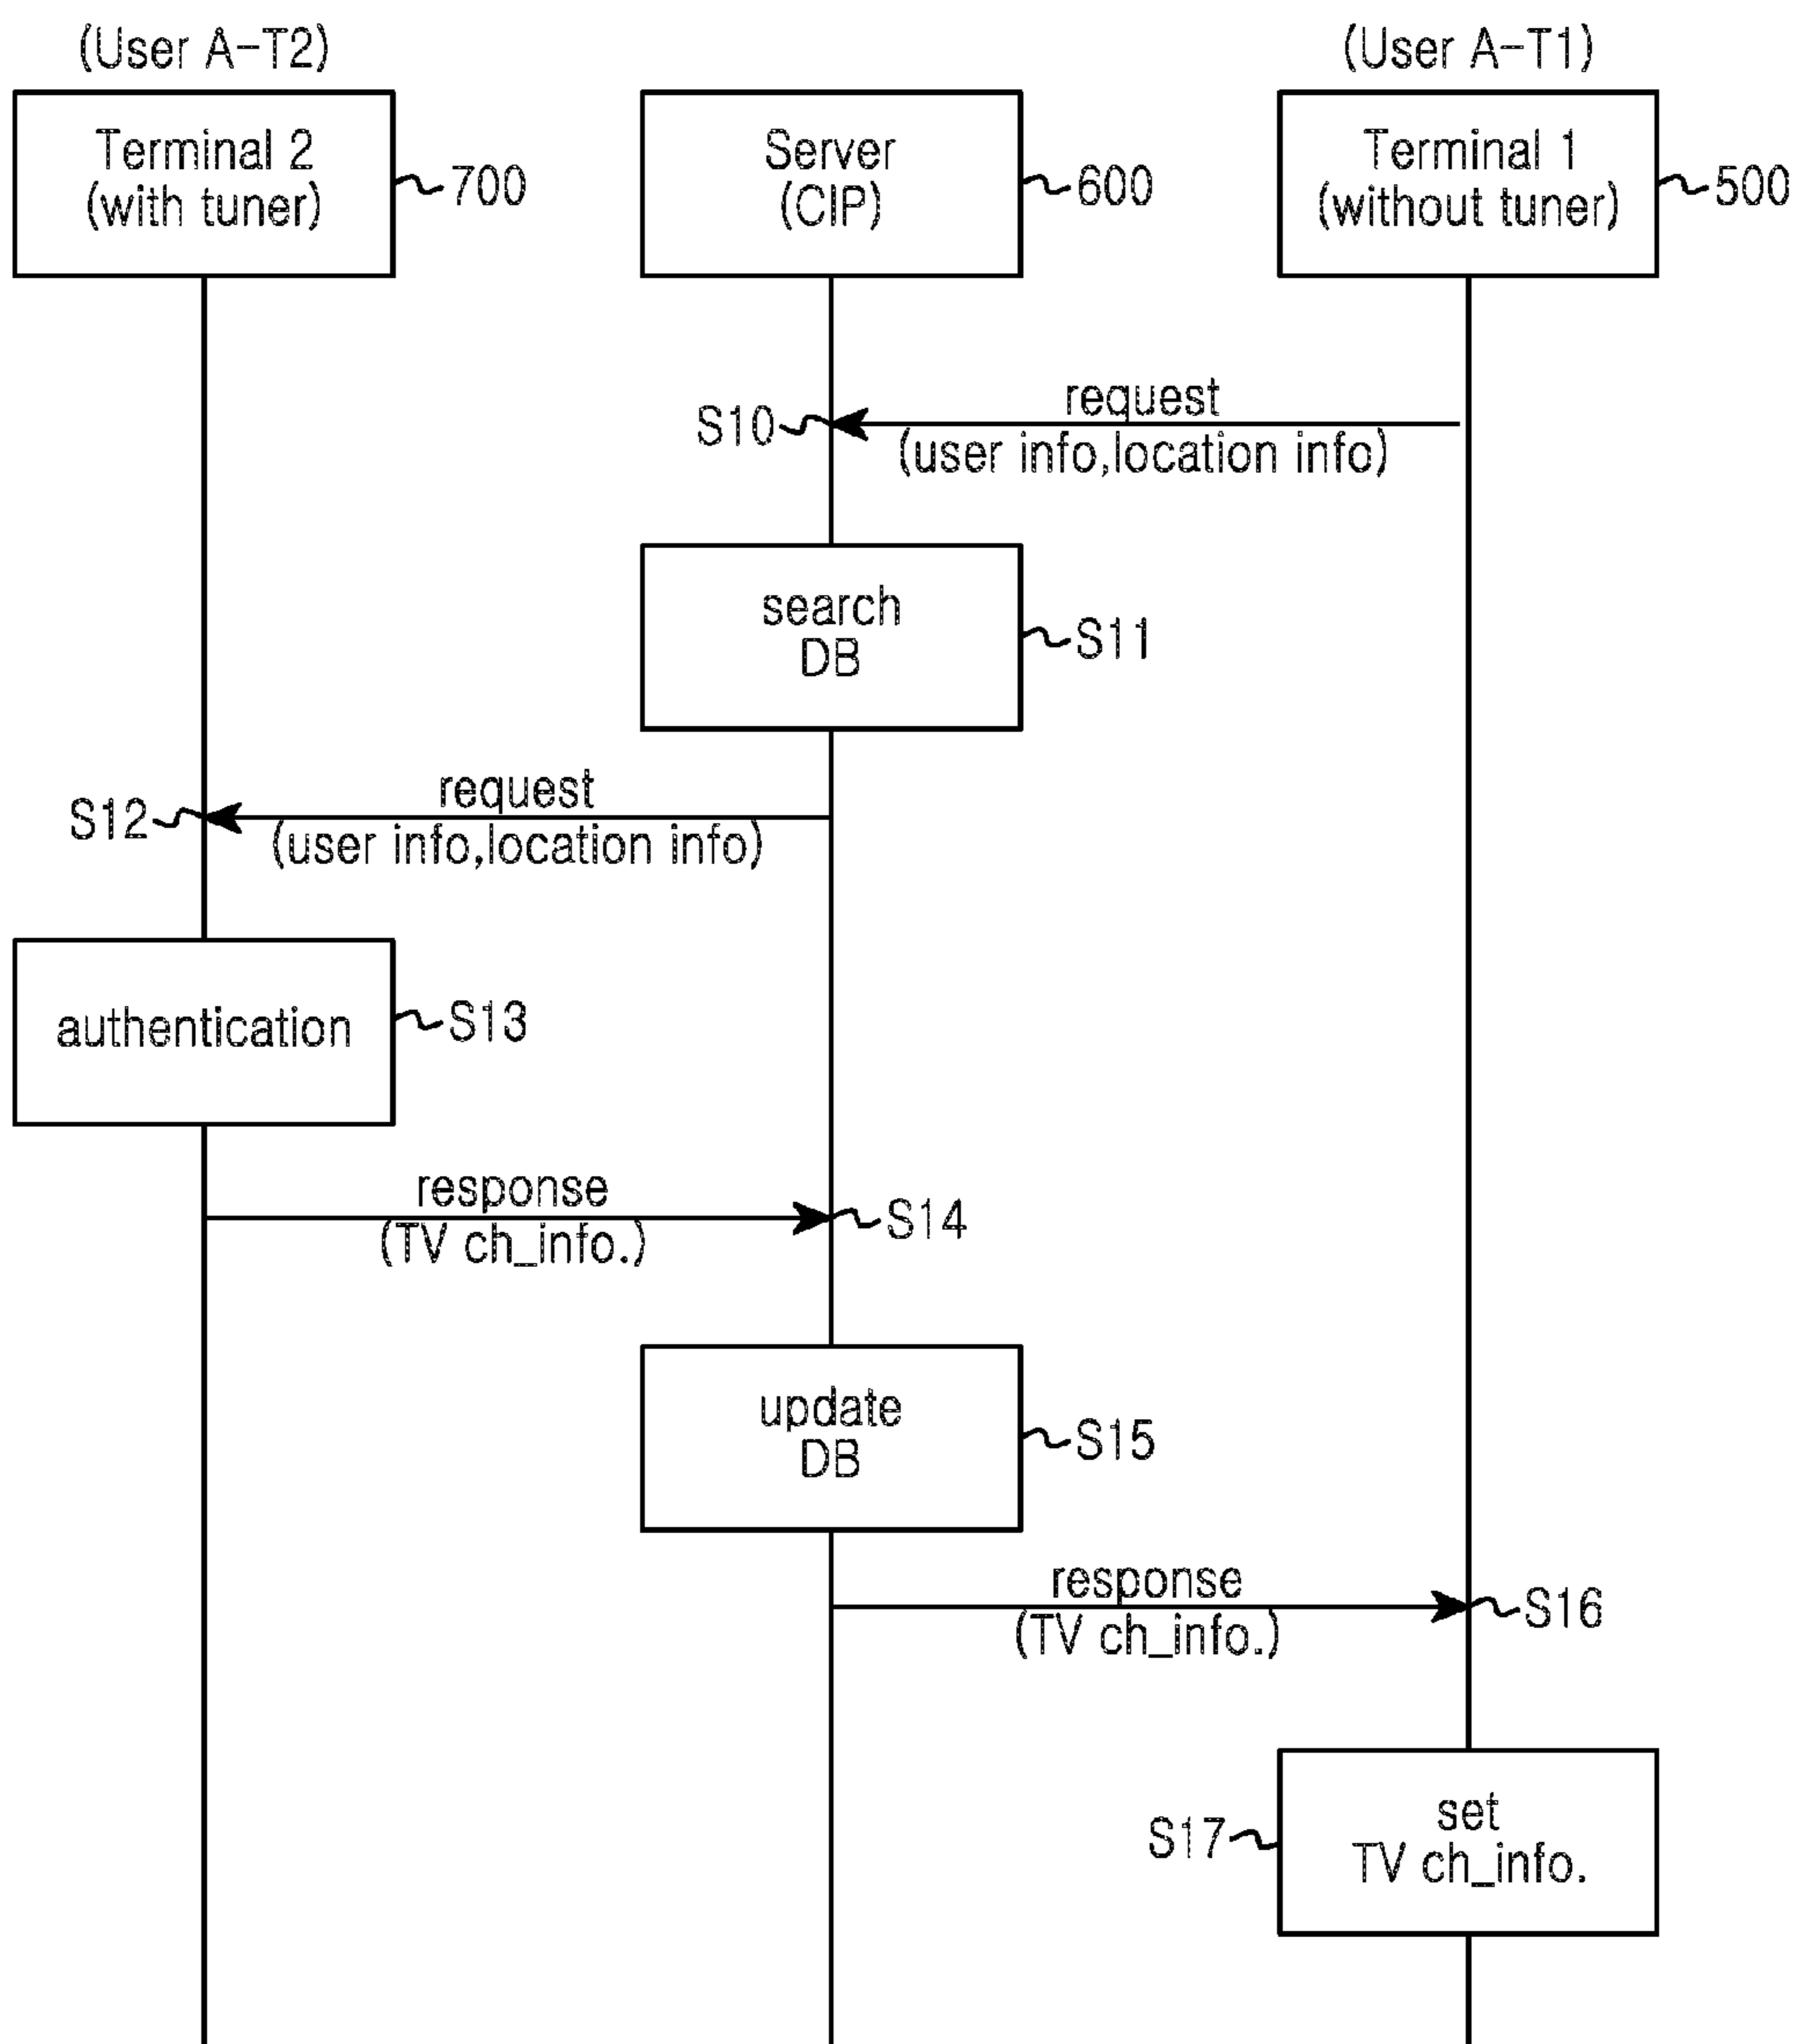 (User A-T2)
(User A-T1)
Terminal 2
(with tuner)
700
Server
(CIP)
600
Terminal 1
(without tuner)
500
request
S10
(user info,location info)
search
DB
S11
request
S12
(user info,location info)
authentication
S13
response
S14
(TV ch_info.)
update
DB
S15
response
S16
(TV ch_info.)
set
TV ch_info.
S17